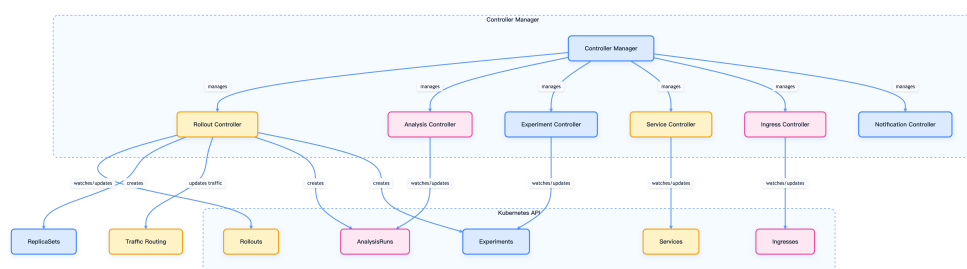 Controller Manager
Controller Manager
manages
manages
manages
manages
manages
manages
Rollout Controller
Analysis Controller
Experiment Controller
Service Controller
Ingress Controller
Notification Controller
watches/updates
creates
updates traffic
creates
creates
watches/updates
watches/updates
watches/updates
watches/updates
Kubernetes API
ReplicaSets
Traffic Routing
Rollouts
AnalysisRuns
Experiments
Services
Ingresses